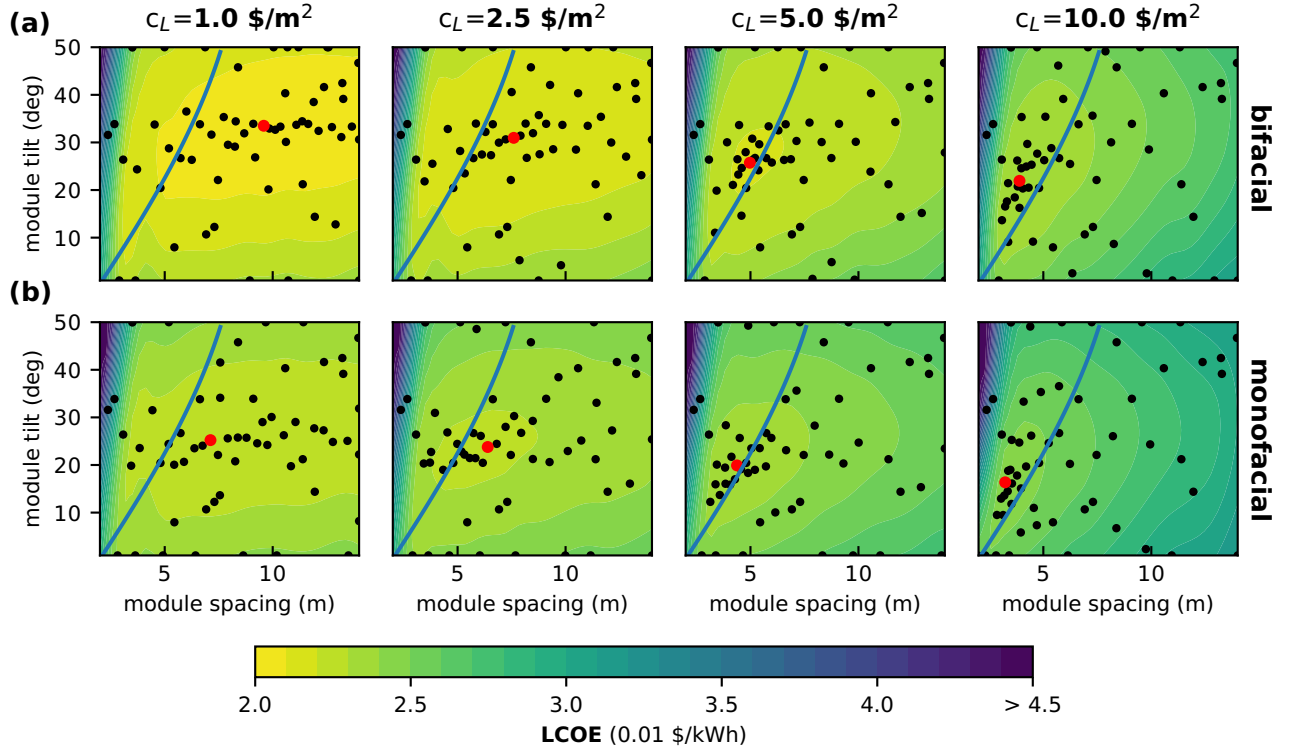 (a)
c_L=1.0 $/m²
c_L=2.5 $/m²
c_L=5.0 $/m²
c_L=10.0 $/m²
module tilt (deg)
50
40
30
20
10
bifacial
(b)
module tilt (deg)
50
40
30
20
10
monofacial
5 10
5 10
5 10
5 10
module spacing (m)
module spacing (m)
module spacing (m)
module spacing (m)
2.0 2.5 3.0 3.5 4.0 > 4.5
LCOE (0.01 $/kWh)